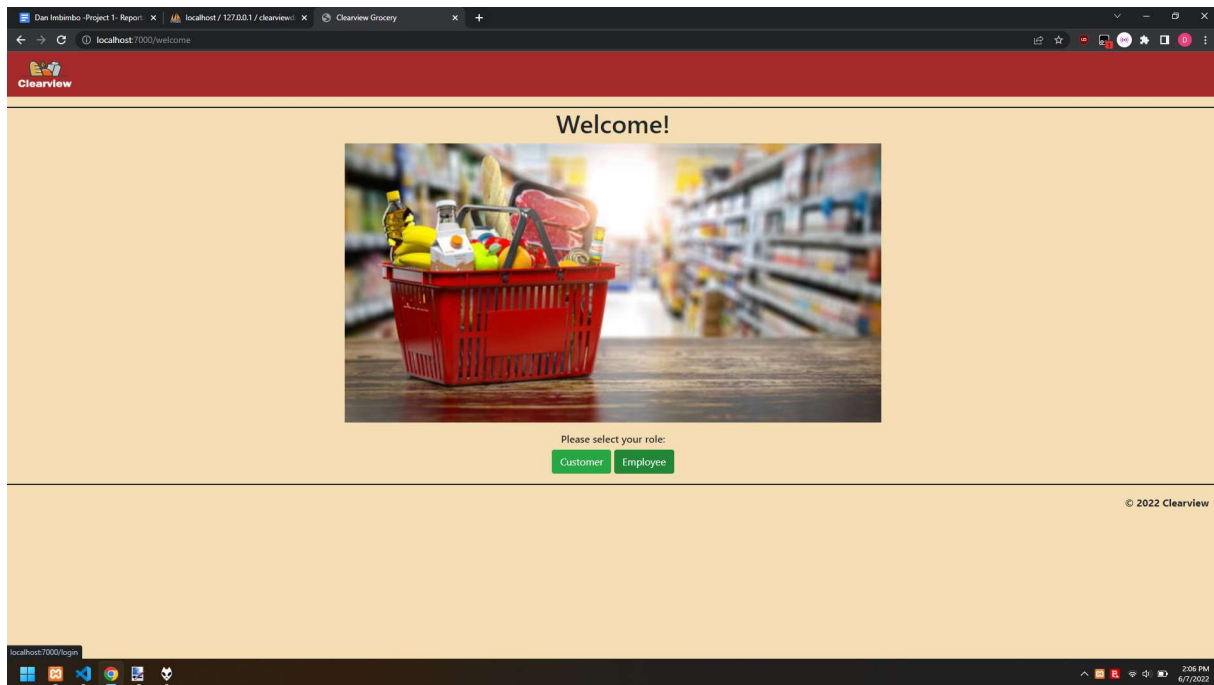 Dan Imbimbo -Project 1- Report.
localhost / 127.0.0.1 / clearviewd
Clearview Grocery
localhost:7000/welcome
Clearview
Welcome!
Please select your role:
Customer
Employee
© 2022 Clearview
localhost:7000/login
2:06 PM
6/7/2022